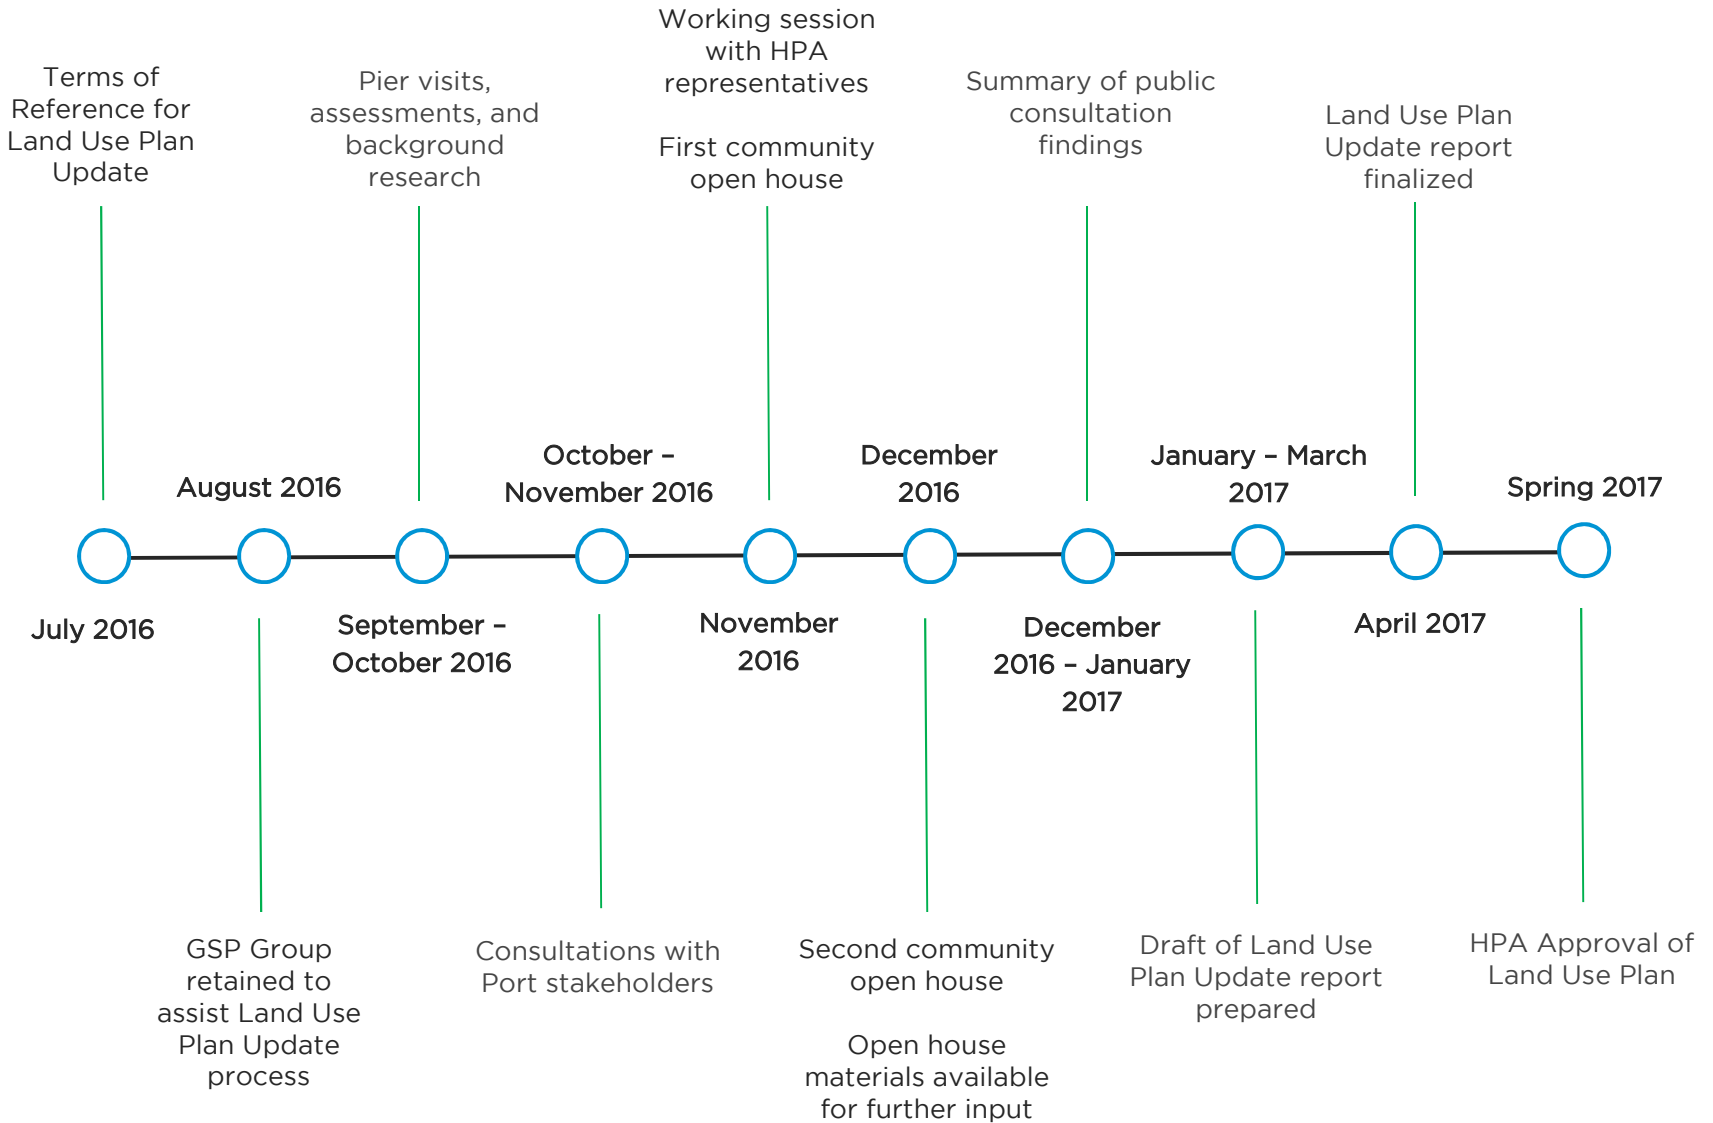 Terms of
Reference for
Land Use Plan
Update
Pier visits,
assessments, and
background
research
Working session
with HPA
representatives
First community
open house
Summary of public
consultation
findings
Land Use Plan
Update report
finalized
August 2016
October –
November 2016
December
2016
January – March
2017
Spring 2017
July 2016
September –
October 2016
November
2016
December
2016 – January
2017
April 2017
GSP Group
retained to
assist Land Use
Plan Update
process
Consultations with
Port stakeholders
Second community
open house
Open house
materials available
for further input
Draft of Land Use
Plan Update report
prepared
HPA Approval of
Land Use Plan